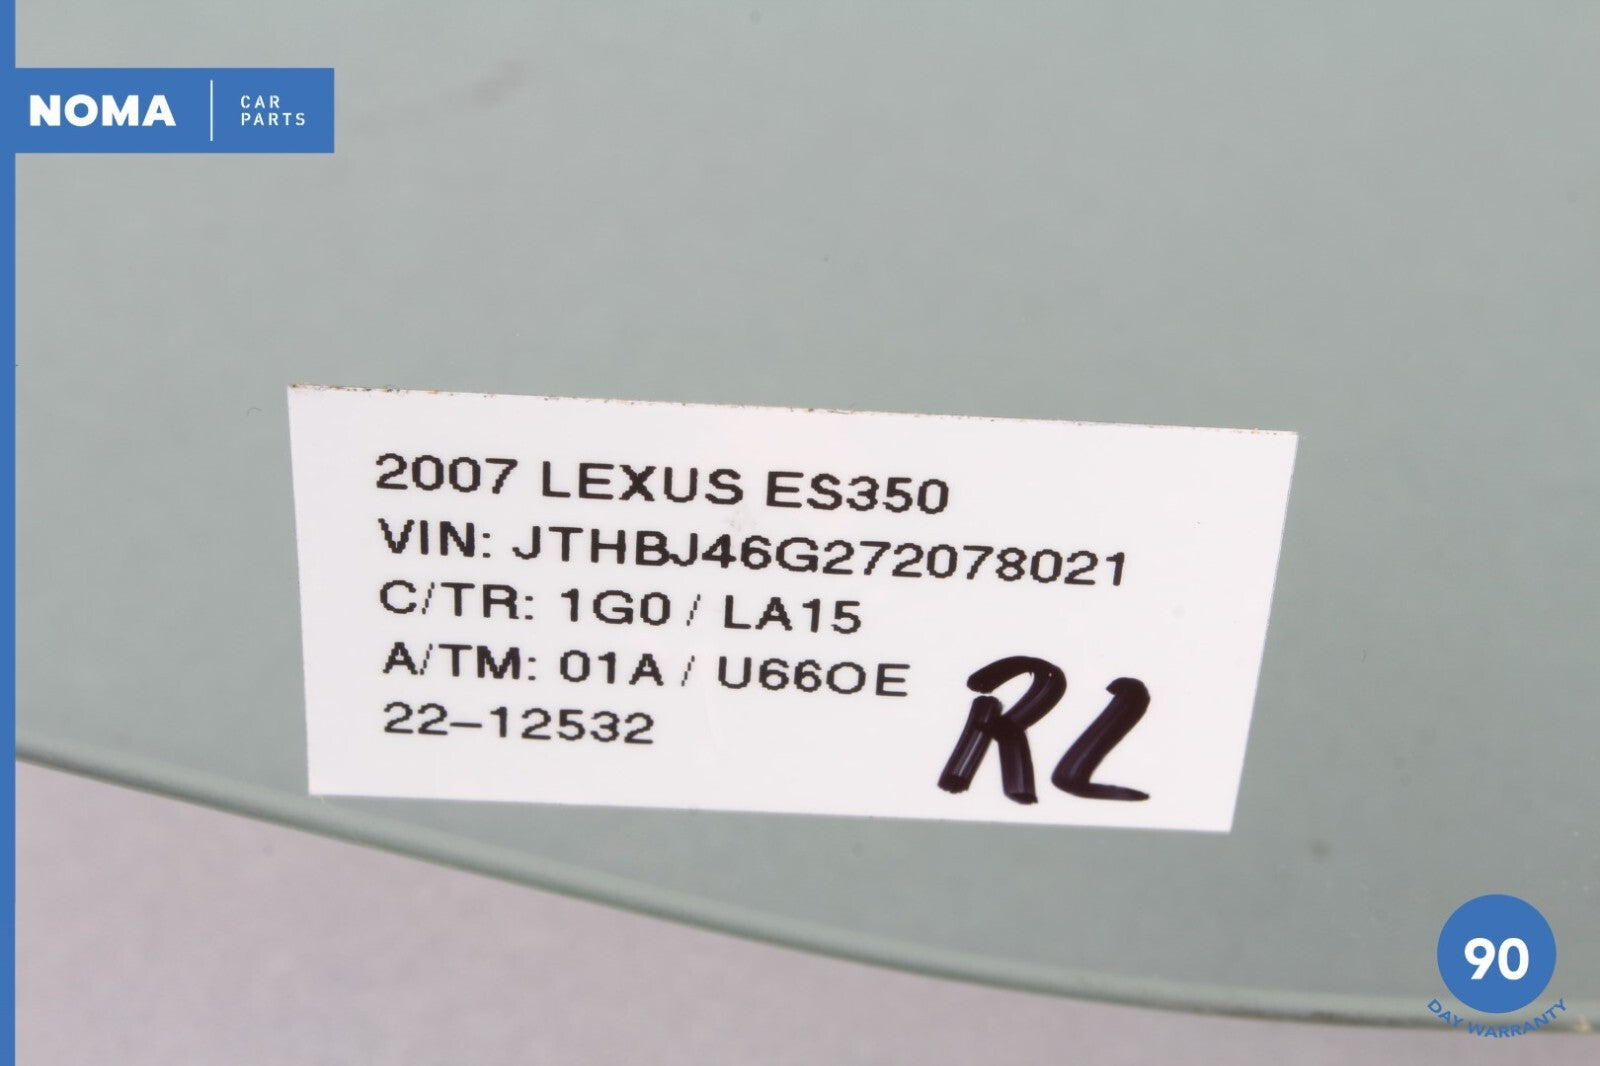 NOMA
CAR
PARTS
2007 LEXUS ES350
VIN: JTHBJ46G272078021
C/TR: 1G0 / LA15
A/TM: 01A / U66OE
22-12532
RL
90
DAY WARRANTY